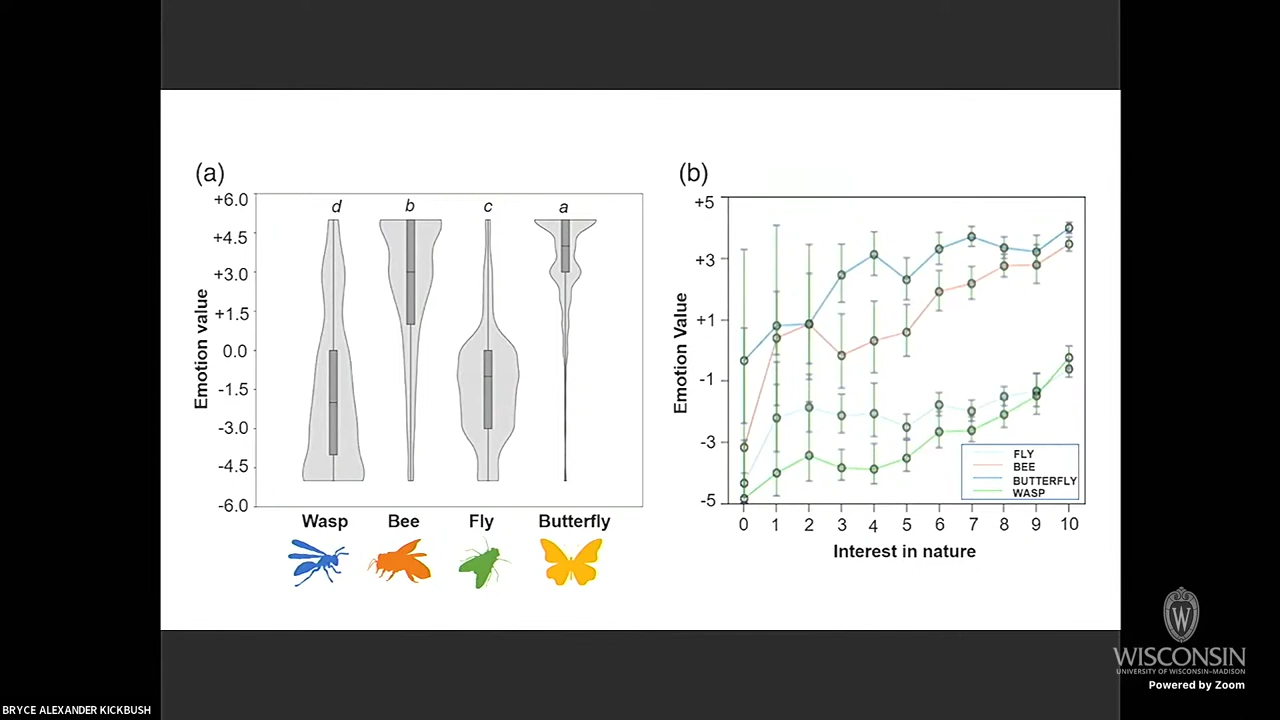 (a)
+6.0
+4.5
+3.0
+1.5
0.0
-1.5
-3.0
-4.5
-6.0
Emotion value
d b c a
Wasp Bee Fly Butterfly
(b)
+5
+3
+1
-1
-3
-5
Emotion Value
FLY
BEE
BUTTERFLY
WASP
0 1 2 3 4 5 6 7 8 9 10
Interest in nature
W
WISCONSIN
UNIVERSITY OF WISCONSIN–MADISON
Powered by Zoom
BRYCE ALEXANDER KICKBUSH